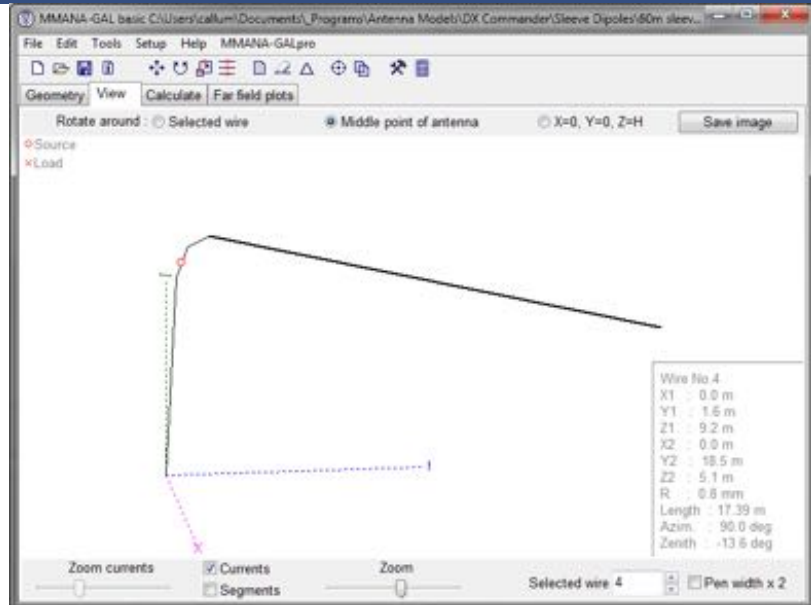 MMANA-GAL basic C:\Users\callum\Documents\_Programs\Antenna Models\DX Commander\Sleeve Dipoles\60m sleev...
File Edit Tools Setup Help MMANA-GALpro
Geometry View Calculate Far field plots
Rotate around : Selected wire Middle point of antenna X=0, Y=0, Z=H Save image
Source
Load
X
Wire No.4
X1 : 0.0 m
Y1 : 1.6 m
Z1 : 9.2 m
X2 : 0.0 m
Y2 : 18.5 m
Z2 : 5.1 m
R : 0.8 mm
Length : 17.39 m
Azim. : 90.0 deg
Zenith : -13.6 deg
Zoom currents Currents Zoom
Segments Selected wire 4 Pen width x 2